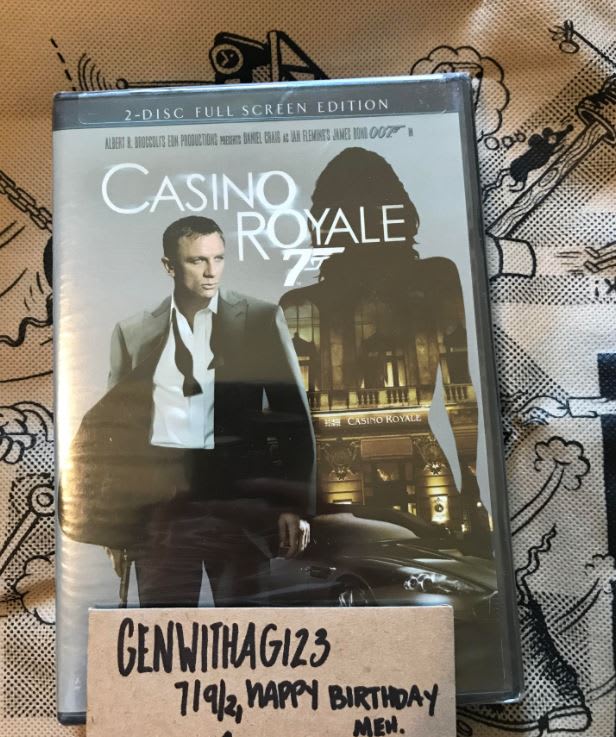 2-DISC FULL SCREEN EDITION
ALBERT R. BROCCOLI'S EON PRODUCTIONS PRESENTS DANIEL CRAIG AS IAN FLEMING'S JAMES BOND 007 IN
CASINO
ROYALE
007
CASINO ROYALE
GENWITHAG123
7/9/2, HAPPY BIRTHDAY
MEH.